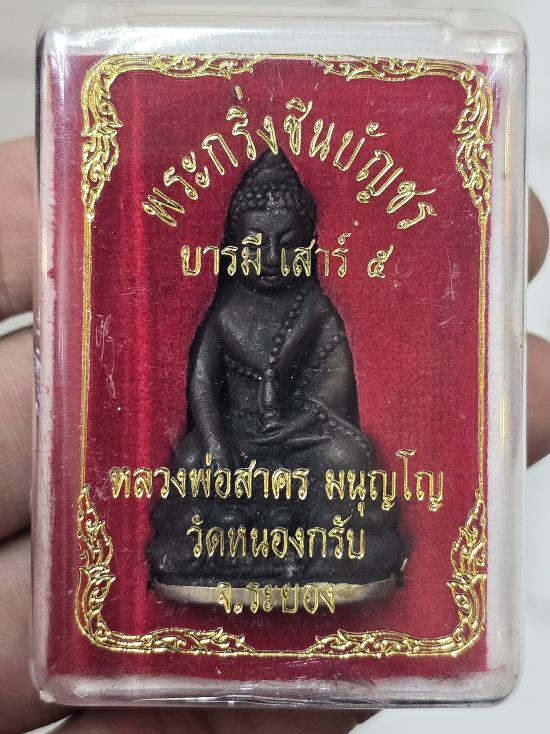 พระกริ่งชินบัญชร
บารมี เสาร์ ๕
หลวงพ่อสาคร มนุญโญ
วัดหนองกรับ
จ.ระยอง